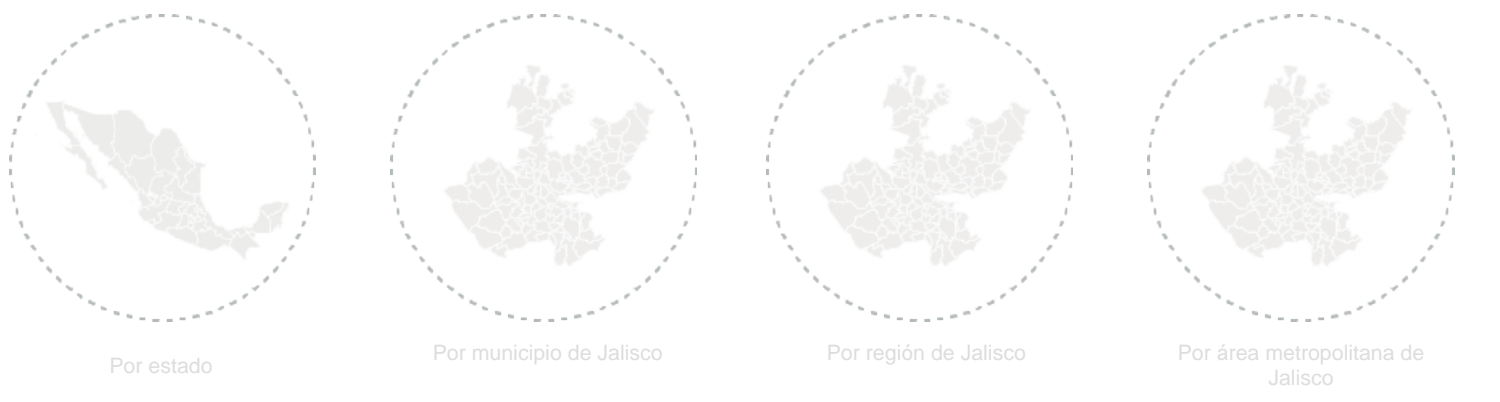 Por estado
Por municipio de Jalisco
Por región de Jalisco
Por área metropolitana de
Jalisco